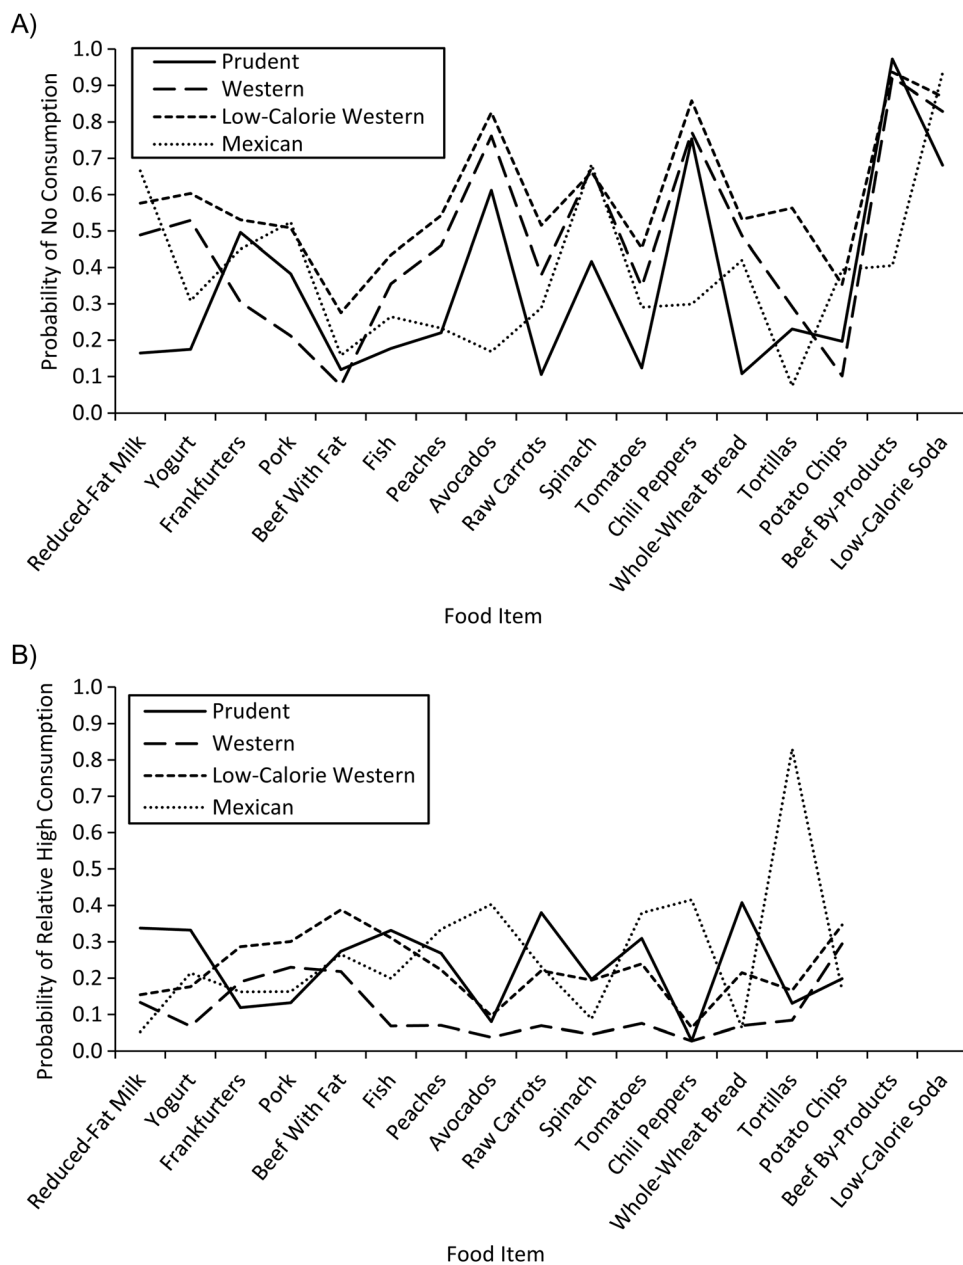 A)
Probability of No Consumption
1.0
0.9
0.8
0.7
0.6
0.5
0.4
0.3
0.2
0.1
0.0
Prudent
Western
Low-Calorie Western
Mexican
Reduced-Fat Milk
Yogurt
Frankfurters
Pork
Beef With Fat
Fish
Peaches
Avocados
Raw Carrots
Spinach
Tomatoes
Chili Peppers
Whole-Wheat Bread
Tortillas
Potato Chips
Beef By-Products
Low-Calorie Soda
Food Item
B)
Probability of Relative High Consumption
1.0
0.9
0.8
0.7
0.6
0.5
0.4
0.3
0.2
0.1
0.0
Prudent
Western
Low-Calorie Western
Mexican
Reduced-Fat Milk
Yogurt
Frankfurters
Pork
Beef With Fat
Fish
Peaches
Avocados
Raw Carrots
Spinach
Tomatoes
Chili Peppers
Whole-Wheat Bread
Tortillas
Potato Chips
Beef By-Products
Low-Calorie Soda
Food Item